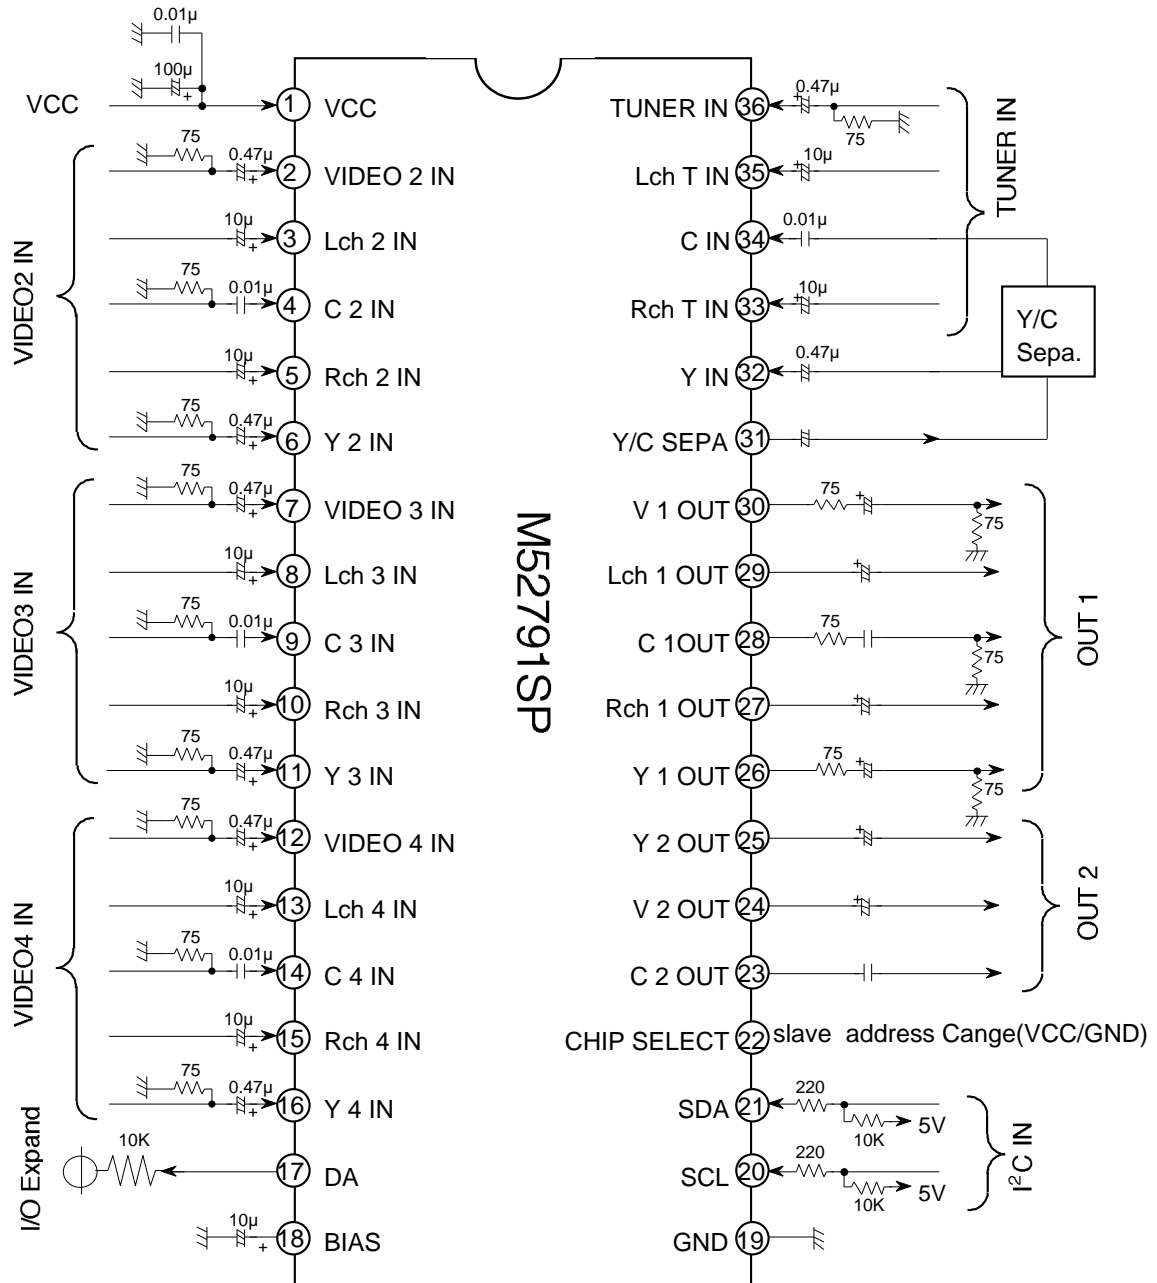 0.01µ
100µ
+
VCC
1
VCC
VIDEO2 IN
75
0.47µ
+
2
VIDEO 2 IN
10µ
+
3
Lch 2 IN
75
0.01µ
4
C 2 IN
10µ
+
5
Rch 2 IN
75
0.47µ
+
6
Y 2 IN
VIDEO3 IN
75
0.47µ
+
7
VIDEO 3 IN
10µ
+
8
Lch 3 IN
75
0.01µ
9
C 3 IN
10µ
+
10
Rch 3 IN
75
0.47µ
+
11
Y 3 IN
VIDEO4 IN
75
0.47µ
+
12
VIDEO 4 IN
10µ
+
13
Lch 4 IN
75
0.01µ
14
C 4 IN
10µ
+
15
Rch 4 IN
75
0.47µ
+
16
Y 4 IN
I/O Expand
10K
17
DA
10µ
+
18
BIAS
M52791SP
TUNER IN
36
+
0.47µ
75
Lch T IN
35
+
10µ
C IN
34
0.01µ
Rch T IN
33
+
10µ
TUNER IN
Y IN
32
0.47µ
Y/C
Sepa.
Y/C SEPA
31
V 1 OUT
30
75
+
75
Lch 1 OUT
29
+
C 1OUT
28
75
75
Rch 1 OUT
27
+
Y 1 OUT
26
75
+
75
OUT 1
Y 2 OUT
25
+
V 2 OUT
24
+
C 2 OUT
23
OUT 2
CHIP SELECT
22
slave address Cange(VCC/GND)
SDA
21
220
10K
5V
SCL
20
220
10K
5V
I²C IN
GND
19